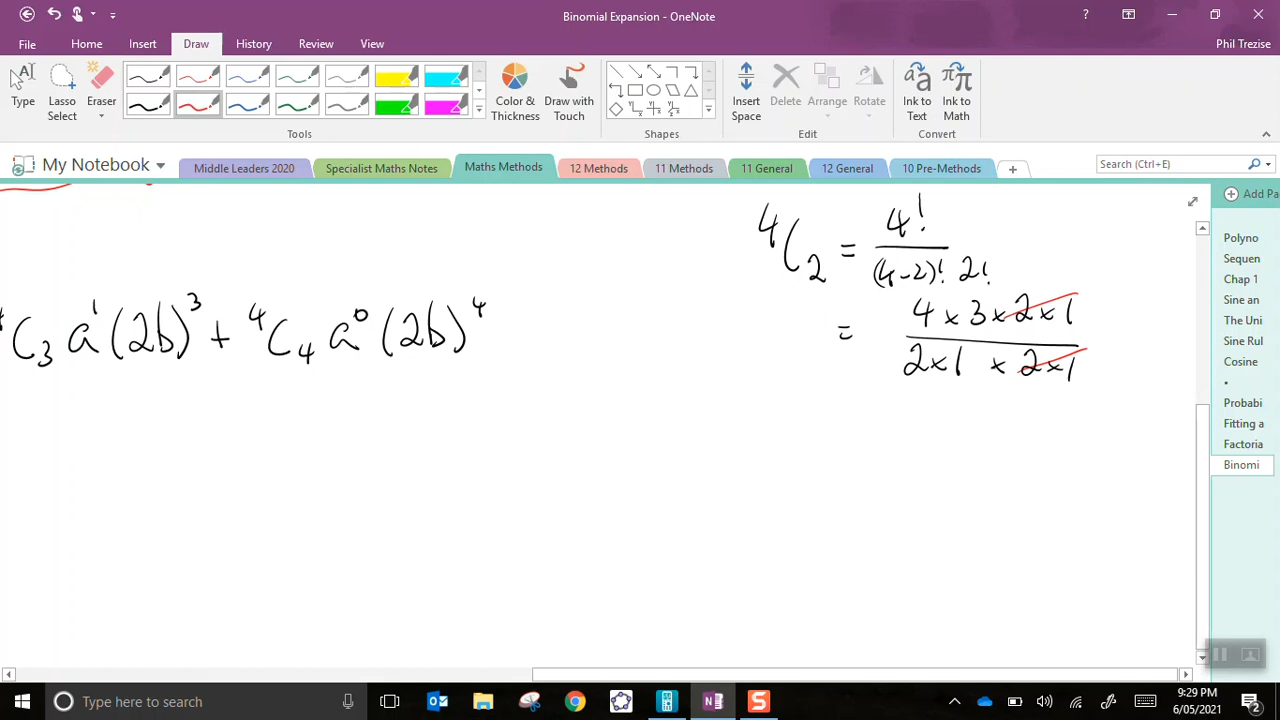 Binomial Expansion - OneNote
?
File Home Insert Draw History Review View Phil Trezise
Type Lasso Select Eraser Color & Thickness Draw with Touch Insert Space Delete Arrange Rotate Ink to Text Ink to Math
Tools Shapes Edit Convert
My Notebook Middle Leaders 2020 Specialist Maths Notes Maths Methods 12 Methods 11 Methods 11 General 12 General 10 Pre-Methods Search (Ctrl+E)
Add Pa
Polyno
Sequen
Chap 1
Sine an
The Uni
Sine Rul
Cosine
•
Probabi
Fitting a
Factoria
Binomi
⁴C₂ = 4!
(4-2)! 2!
= 4 × 3 × 2 × 1
2 × 1 × 2 × 1
C₃ a¹ (2b)³ + ⁴C₄ a⁰ (2b)⁴
Type here to search
9:29 PM
6/05/2021
2